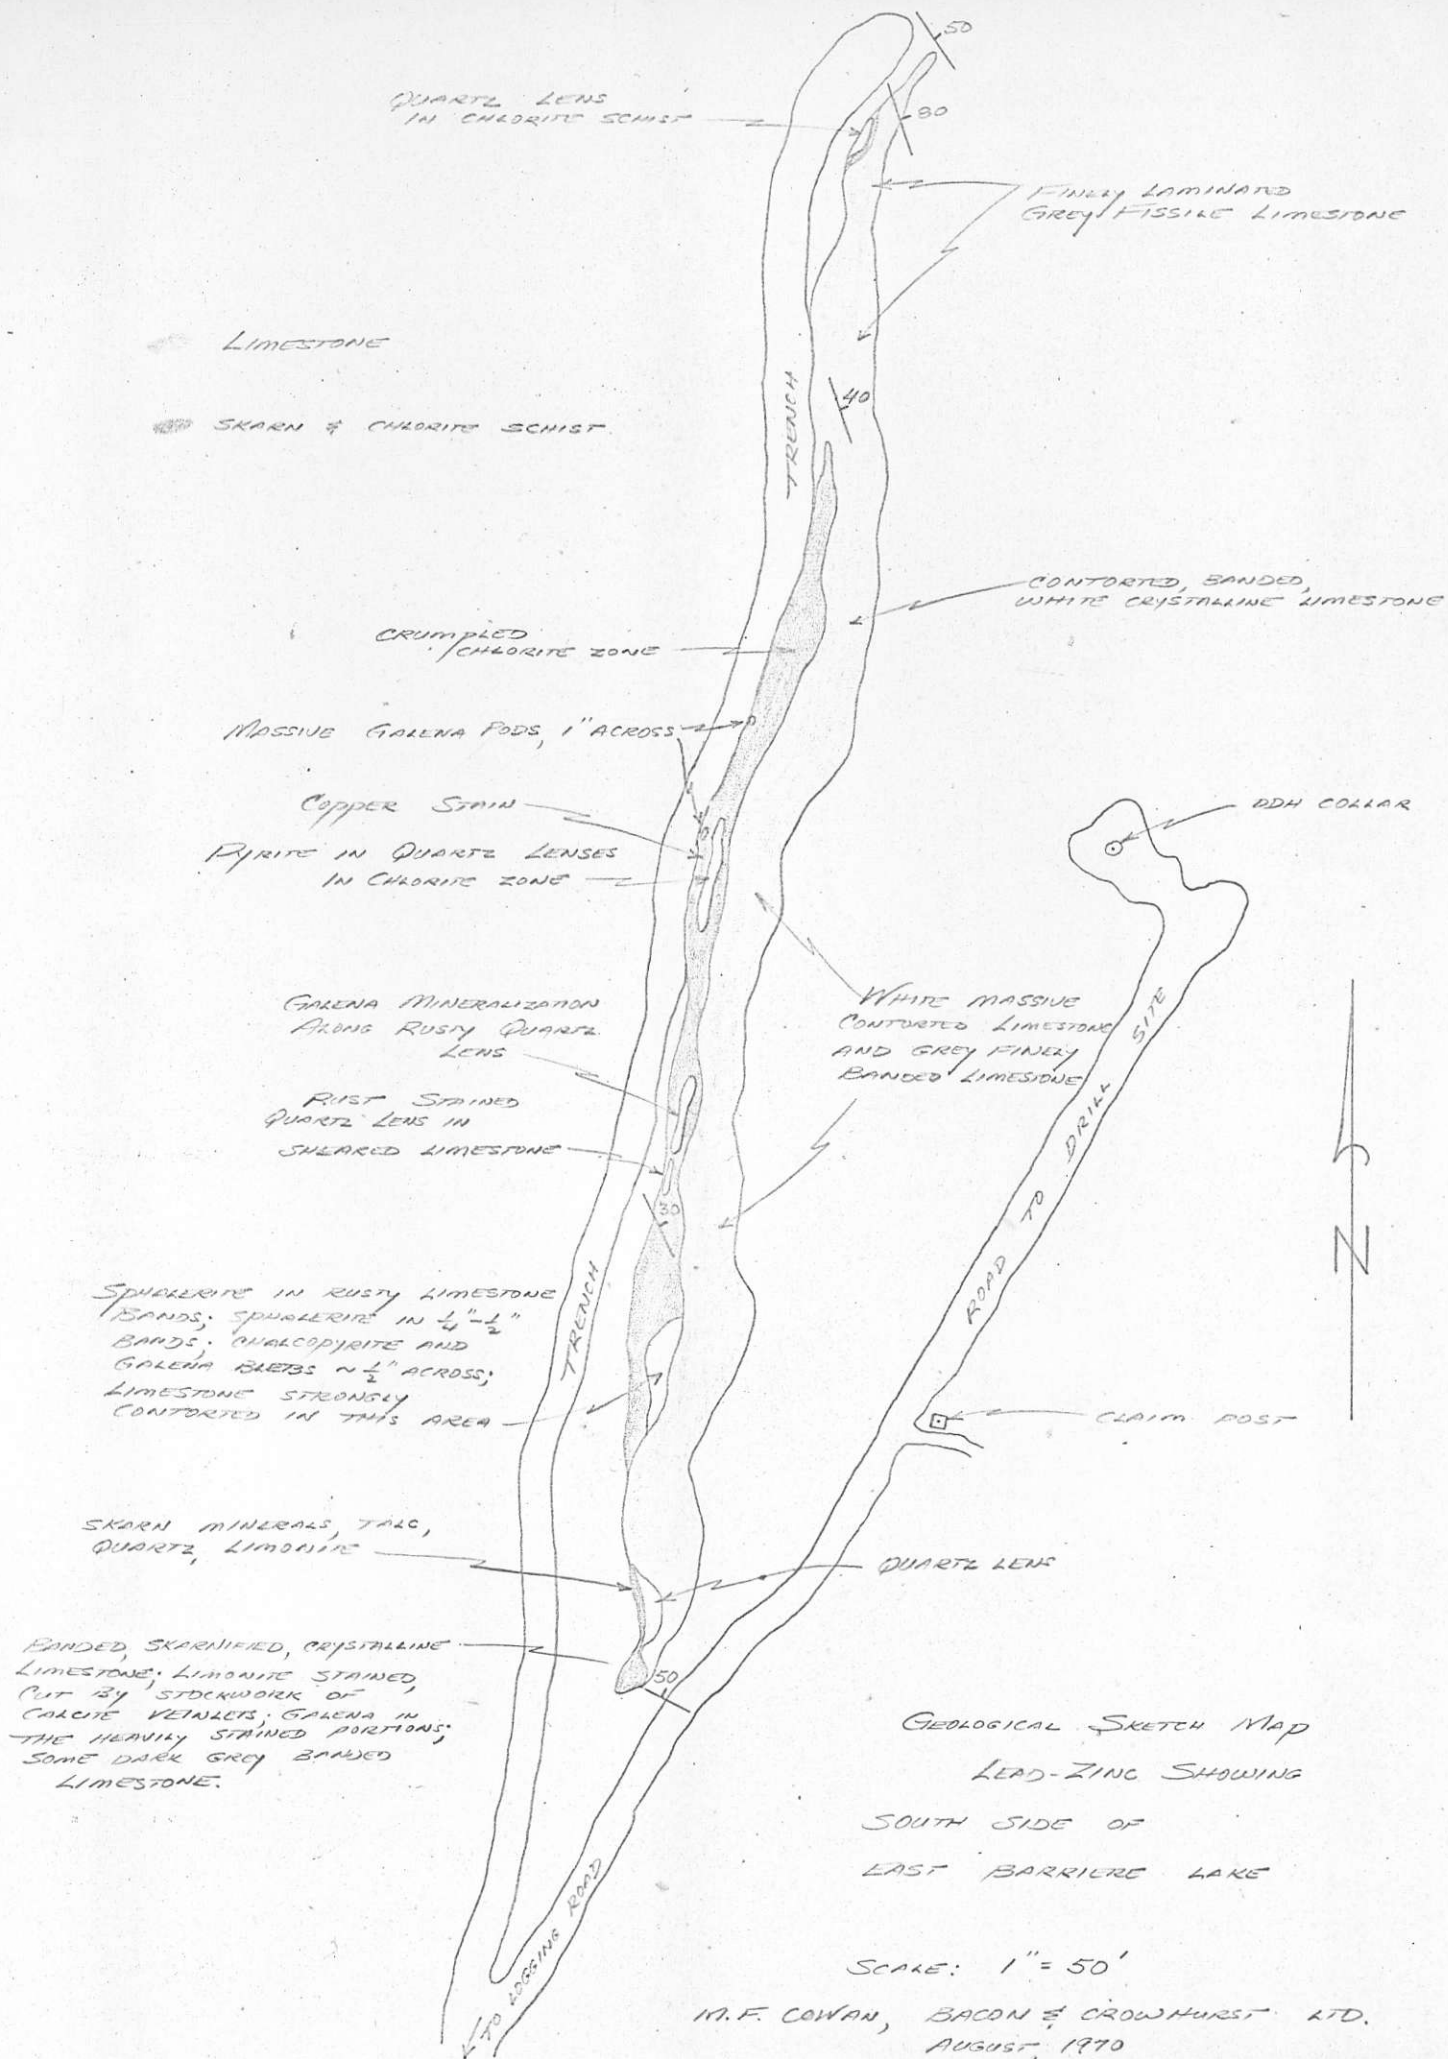 50
QUARTZ LENS
IN CHLORITE SCHIST
80
FINELY LAMINATED
GREY FISSILE LIMESTONE
LIMESTONE
40
SKARN & CHLORITE SCHIST
TRENCH
CONTORTED, BANDED,
WHITE CRYSTALLINE LIMESTONE
CRUMPLED
CHLORITE ZONE
MASSIVE GALENA PODS, 1" ACROSS
COPPER STAIN
DDH COLLAR
PYRITE IN QUARTZ LENSES
IN CHLORITE ZONE
GALENA MINERALIZATION
ALONG RUSTY QUARTZ
LENS
WHITE MASSIVE
CONTORTED LIMESTONE
AND GREY FINELY
BANDED LIMESTONE
RUST STAINED
QUARTZ LENS IN
SHEARED LIMESTONE
30
ROAD TO DRILL SITE
N
TRENCH
SPHALERITE IN RUSTY LIMESTONE
BANDS; SPHALERITE IN 1/4"-1/2"
BANDS; CHALCOPYRITE AND
GALENA BLEBS ~ 1/2" ACROSS;
LIMESTONE STRONGLY
CONTORTED IN THIS AREA
CLAIM POST
SKARN MINERALS, TALC,
QUARTZ, LIMONITE
QUARTZ LENS
BANDED, SKARNIFIED, CRYSTALLINE
LIMESTONE; LIMONITE STAINED,
CUT BY STOCKWORK OF
CALCITE VEINLETS; GALENA IN
THE HEAVILY STAINED PORTIONS;
SOME DARK GREY BANDED
LIMESTONE.
50
TO LOGGING ROAD
GEOLOGICAL SKETCH MAP
LEAD-ZINC SHOWING
SOUTH SIDE OF
EAST BARRIERE LAKE
SCALE: 1" = 50'
M.F. COWAN, BACON & CROWHURST LTD.
AUGUST, 1970